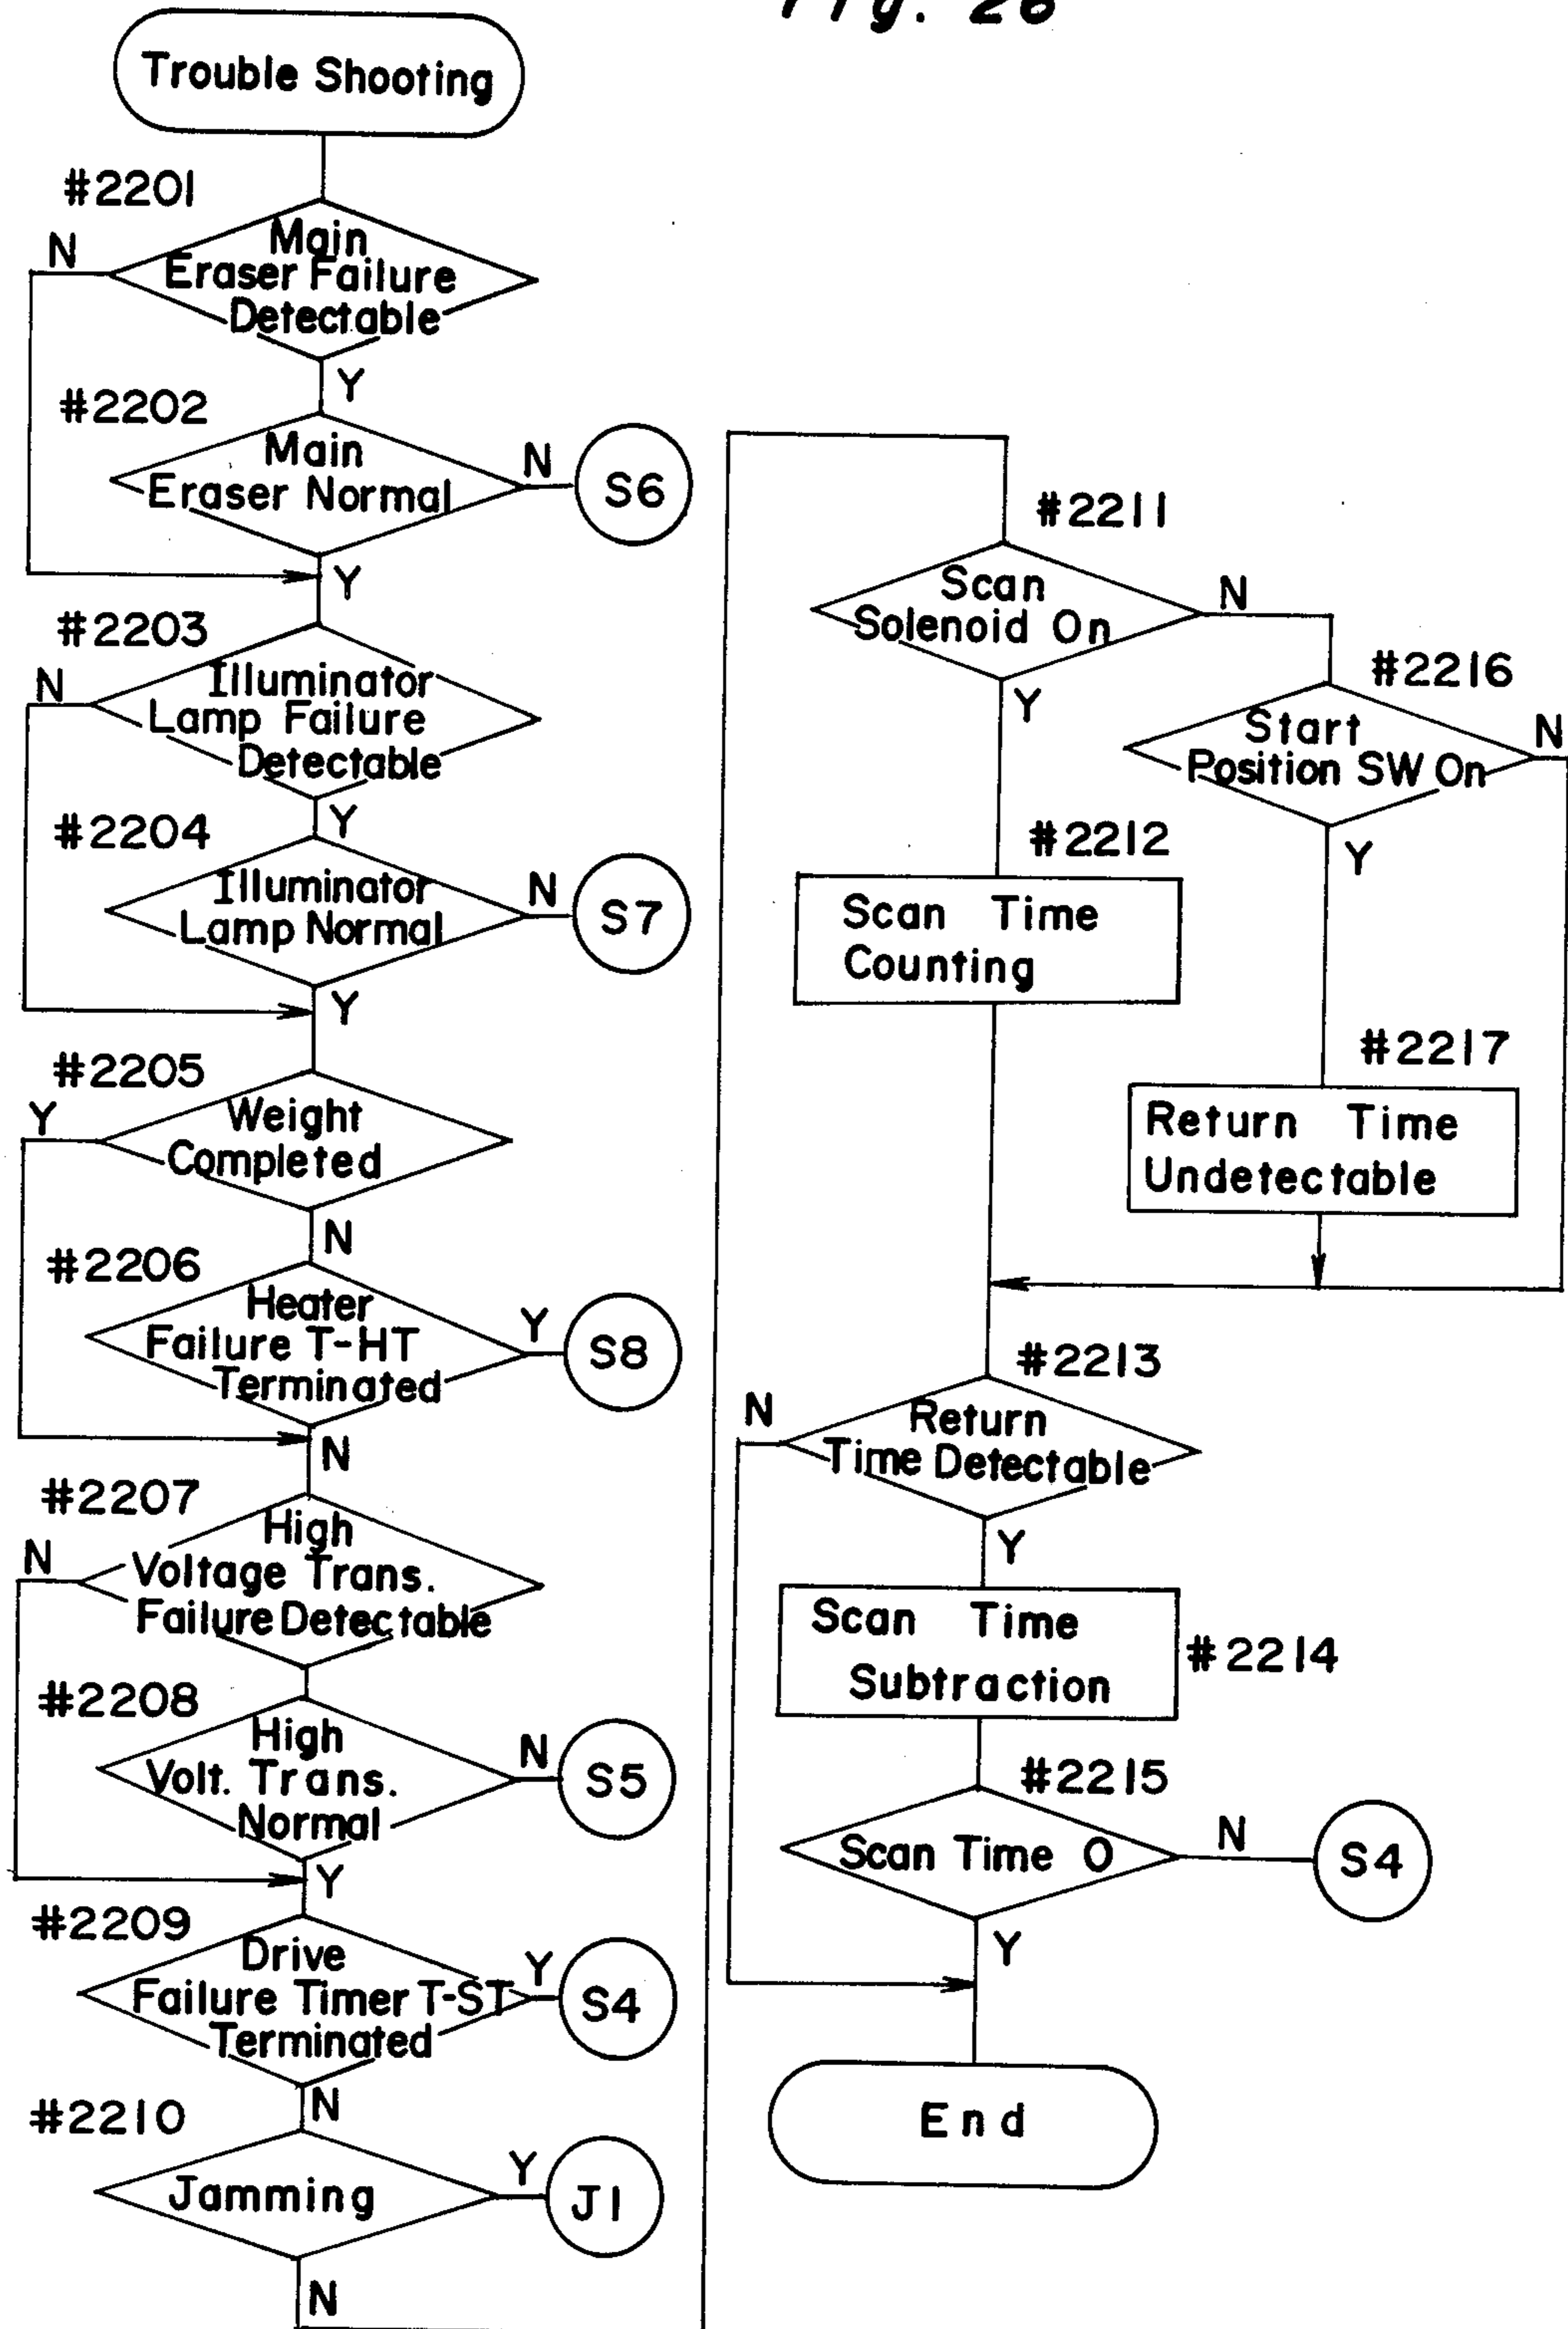 Fig. 26
Trouble Shooting
#2201
N
Main
Eraser Failure
Detectable
Y
#2202
Main
Eraser Normal
N
S6
Y
#2203
N
Illuminator
Lamp Failure
Detectable
Y
#2204
Illuminator
Lamp Normal
N
S7
Y
#2205
Y
Weight
Completed
N
#2206
Heater
Failure T-HT
Terminated
Y
S8
N
#2207
N
High
Voltage Trans.
Failure Detectable
#2208
High
Volt. Trans.
Normal
N
S5
Y
#2209
Drive
Failure Timer T-ST
Terminated
Y
S4
N
#2210
Jamming
Y
J1
N
#2211
Scan
Solenoid On
N
Y
#2216
Start
Position SW On
N
Y
#2212
Scan Time
Counting
#2217
Return Time
Undetectable
#2213
N
Return
Time Detectable
Y
Scan Time
Subtraction
#2214
#2215
Scan Time 0
N
S4
Y
End